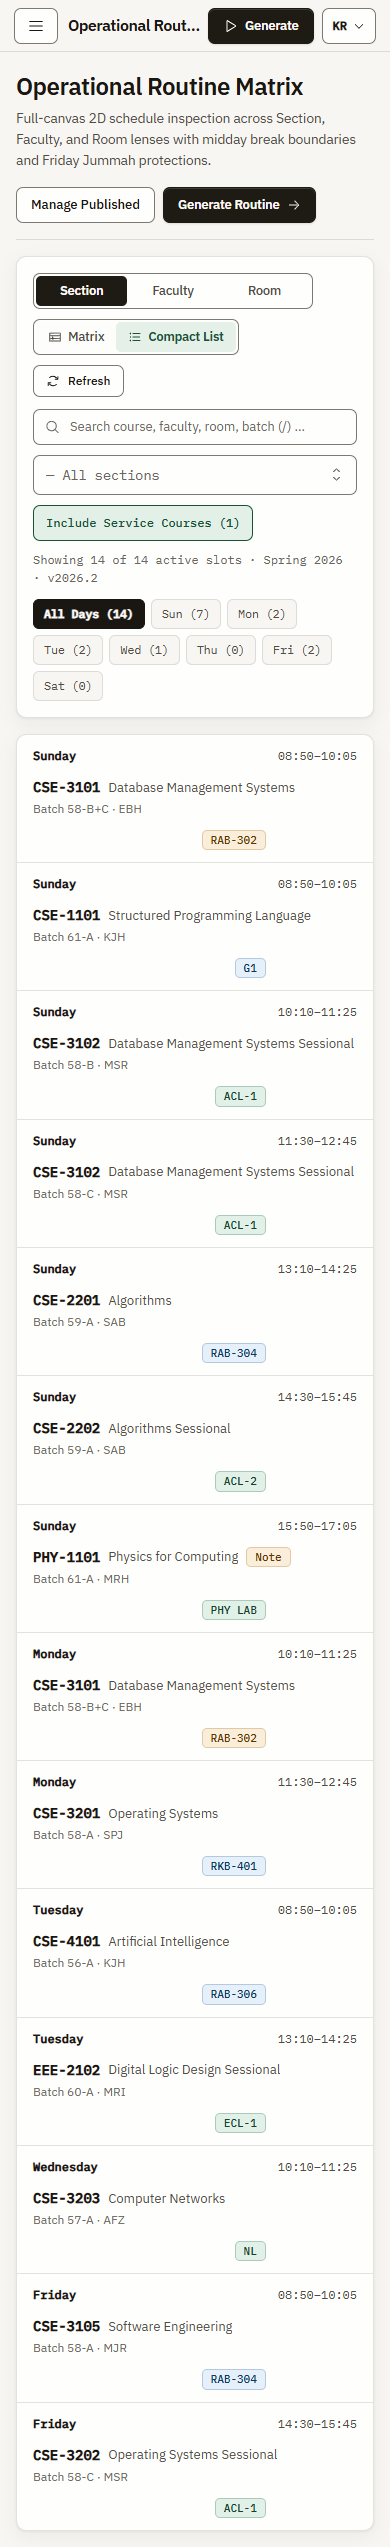 Operational Rout...
Generate
KR
Operational Routine Matrix
Full-canvas 2D schedule inspection across Section,
Faculty, and Room lenses with midday break boundaries
and Friday Jummah protections.
Manage Published
Generate Routine →
Section
Faculty
Room
Matrix
Compact List
Refresh
Search course, faculty, room, batch (/) ...
— All sections
Include Service Courses (1)
Showing 14 of 14 active slots · Spring 2026
· v2026.2
All Days (14)
Sun (7)
Mon (2)
Tue (2)
Wed (1)
Thu (0)
Fri (2)
Sat (0)
Sunday 08:50–10:05
CSE-3101 Database Management Systems
Batch 58-B+C · EBH
RAB-302
Sunday 08:50–10:05
CSE-1101 Structured Programming Language
Batch 61-A · KJH
G1
Sunday 10:10–11:25
CSE-3102 Database Management Systems Sessional
Batch 58-B · MSR
ACL-1
Sunday 11:30–12:45
CSE-3102 Database Management Systems Sessional
Batch 58-C · MSR
ACL-1
Sunday 13:10–14:25
CSE-2201 Algorithms
Batch 59-A · SAB
RAB-304
Sunday 14:30–15:45
CSE-2202 Algorithms Sessional
Batch 59-A · SAB
ACL-2
Sunday 15:50–17:05
PHY-1101 Physics for Computing Note
Batch 61-A · MRH
PHY LAB
Monday 10:10–11:25
CSE-3101 Database Management Systems
Batch 58-B+C · EBH
RAB-302
Monday 11:30–12:45
CSE-3201 Operating Systems
Batch 58-A · SPJ
RKB-401
Tuesday 08:50–10:05
CSE-4101 Artificial Intelligence
Batch 56-A · KJH
RAB-306
Tuesday 13:10–14:25
EEE-2102 Digital Logic Design Sessional
Batch 60-A · MRI
ECL-1
Wednesday 10:10–11:25
CSE-3203 Computer Networks
Batch 57-A · AFZ
NL
Friday 08:50–10:05
CSE-3105 Software Engineering
Batch 58-A · MJR
RAB-304
Friday 14:30–15:45
CSE-3202 Operating Systems Sessional
Batch 58-C · MSR
ACL-1